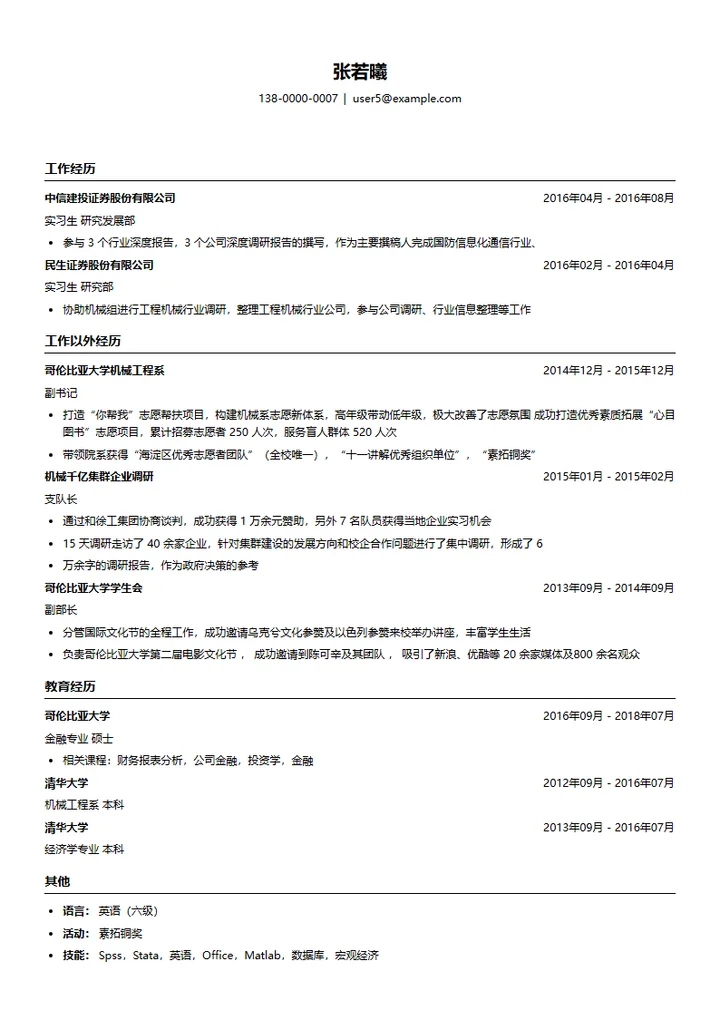 张若曦
138-0000-0007 | user5@example.com
工作经历
中信建投证券股份有限公司 2016年04月 - 2016年08月
实习生 研究发展部
• 参与 3 个行业深度报告，3 个公司深度调研报告的撰写，作为主要撰稿人完成国防信息化通信行业、
民生证券股份有限公司 2016年02月 - 2016年04月
实习生 研究部
• 协助机械组进行工程机械行业调研，整理工程机械行业公司，参与公司调研、行业信息整理等工作
工作以外经历
哥伦比亚大学机械工程系 2014年12月 - 2015年12月
副书记
• 打造“你帮我”志愿帮扶项目，构建机械系志愿新体系，高年级带动低年级，极大改善了志愿氛围 成功打造优秀素质拓展“心目
图书”志愿项目，累计招募志愿者 250 人次，服务盲人群体 520 人次
• 带领院系获得“海淀区优秀志愿者团队”（全校唯一），“十一讲解优秀组织单位”，“素拓铜奖”
机械千亿集群企业调研 2015年01月 - 2015年02月
支队长
• 通过和徐工集团协商谈判，成功获得 1 万余元赞助，另外 7 名队员获得当地企业实习机会
• 15 天调研走访了 40 余家企业，针对集群建设的发展方向和校企合作问题进行了集中调研，形成了 6
• 万余字的调研报告，作为政府决策的参考
哥伦比亚大学学生会 2013年09月 - 2014年09月
副部长
• 分管国际文化节的全程工作，成功邀请乌克兰文化参赞及以色列参赞来校举办讲座，丰富学生生活
• 负责哥伦比亚大学第二届电影文化节 ， 成功邀请到陈可辛及其团队 ， 吸引了新浪、优酷等 20 余家媒体及800 余名观众
教育经历
哥伦比亚大学 2016年09月 - 2018年07月
金融专业 硕士
• 相关课程：财务报表分析，公司金融，投资学，金融
清华大学 2012年09月 - 2016年07月
机械工程系 本科
清华大学 2013年09月 - 2016年07月
经济学专业 本科
其他
• 语言： 英语（六级）
• 活动： 素拓铜奖
• 技能： Spss，Stata，英语，Office，Matlab，数据库，宏观经济